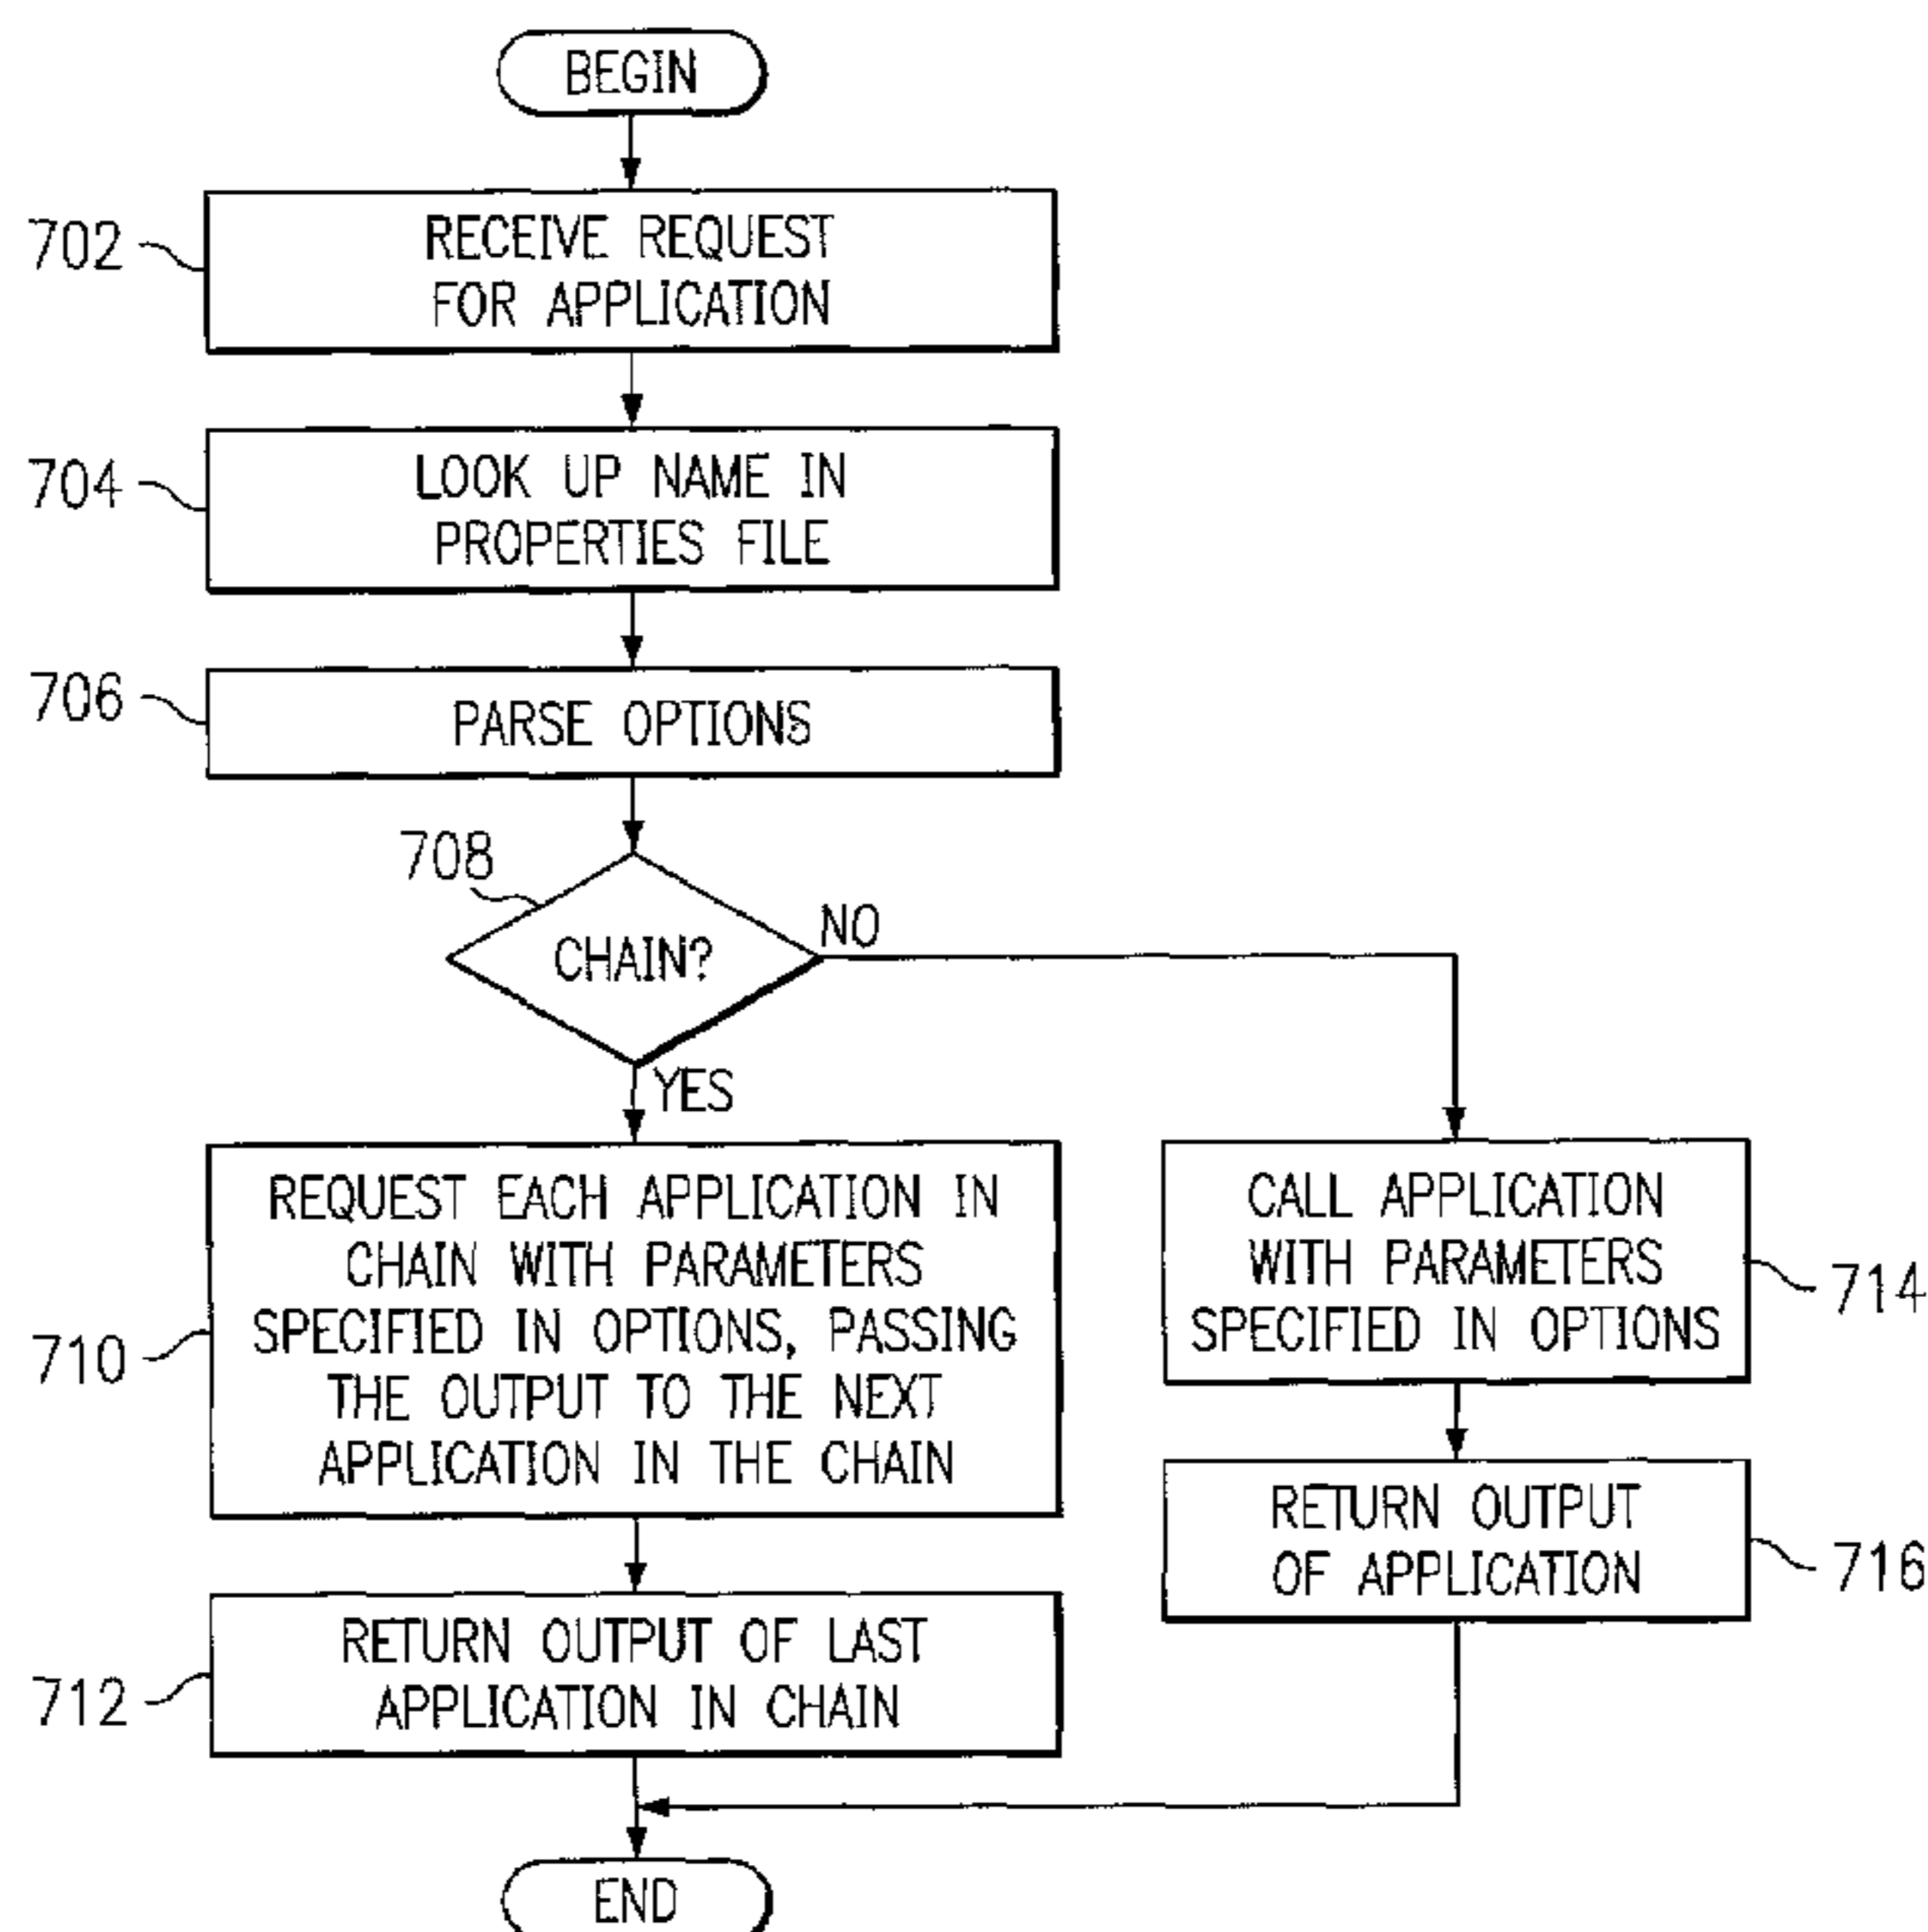 BEGIN
702
RECEIVE REQUEST
FOR APPLICATION
704
LOOK UP NAME IN
PROPERTIES FILE
706
PARSE OPTIONS
708
CHAIN?
NO
YES
710
REQUEST EACH APPLICATION IN
CHAIN WITH PARAMETERS
SPECIFIED IN OPTIONS, PASSING
THE OUTPUT TO THE NEXT
APPLICATION IN THE CHAIN
CALL APPLICATION
WITH PARAMETERS
SPECIFIED IN OPTIONS
714
712
RETURN OUTPUT OF LAST
APPLICATION IN CHAIN
RETURN OUTPUT
OF APPLICATION
716
END